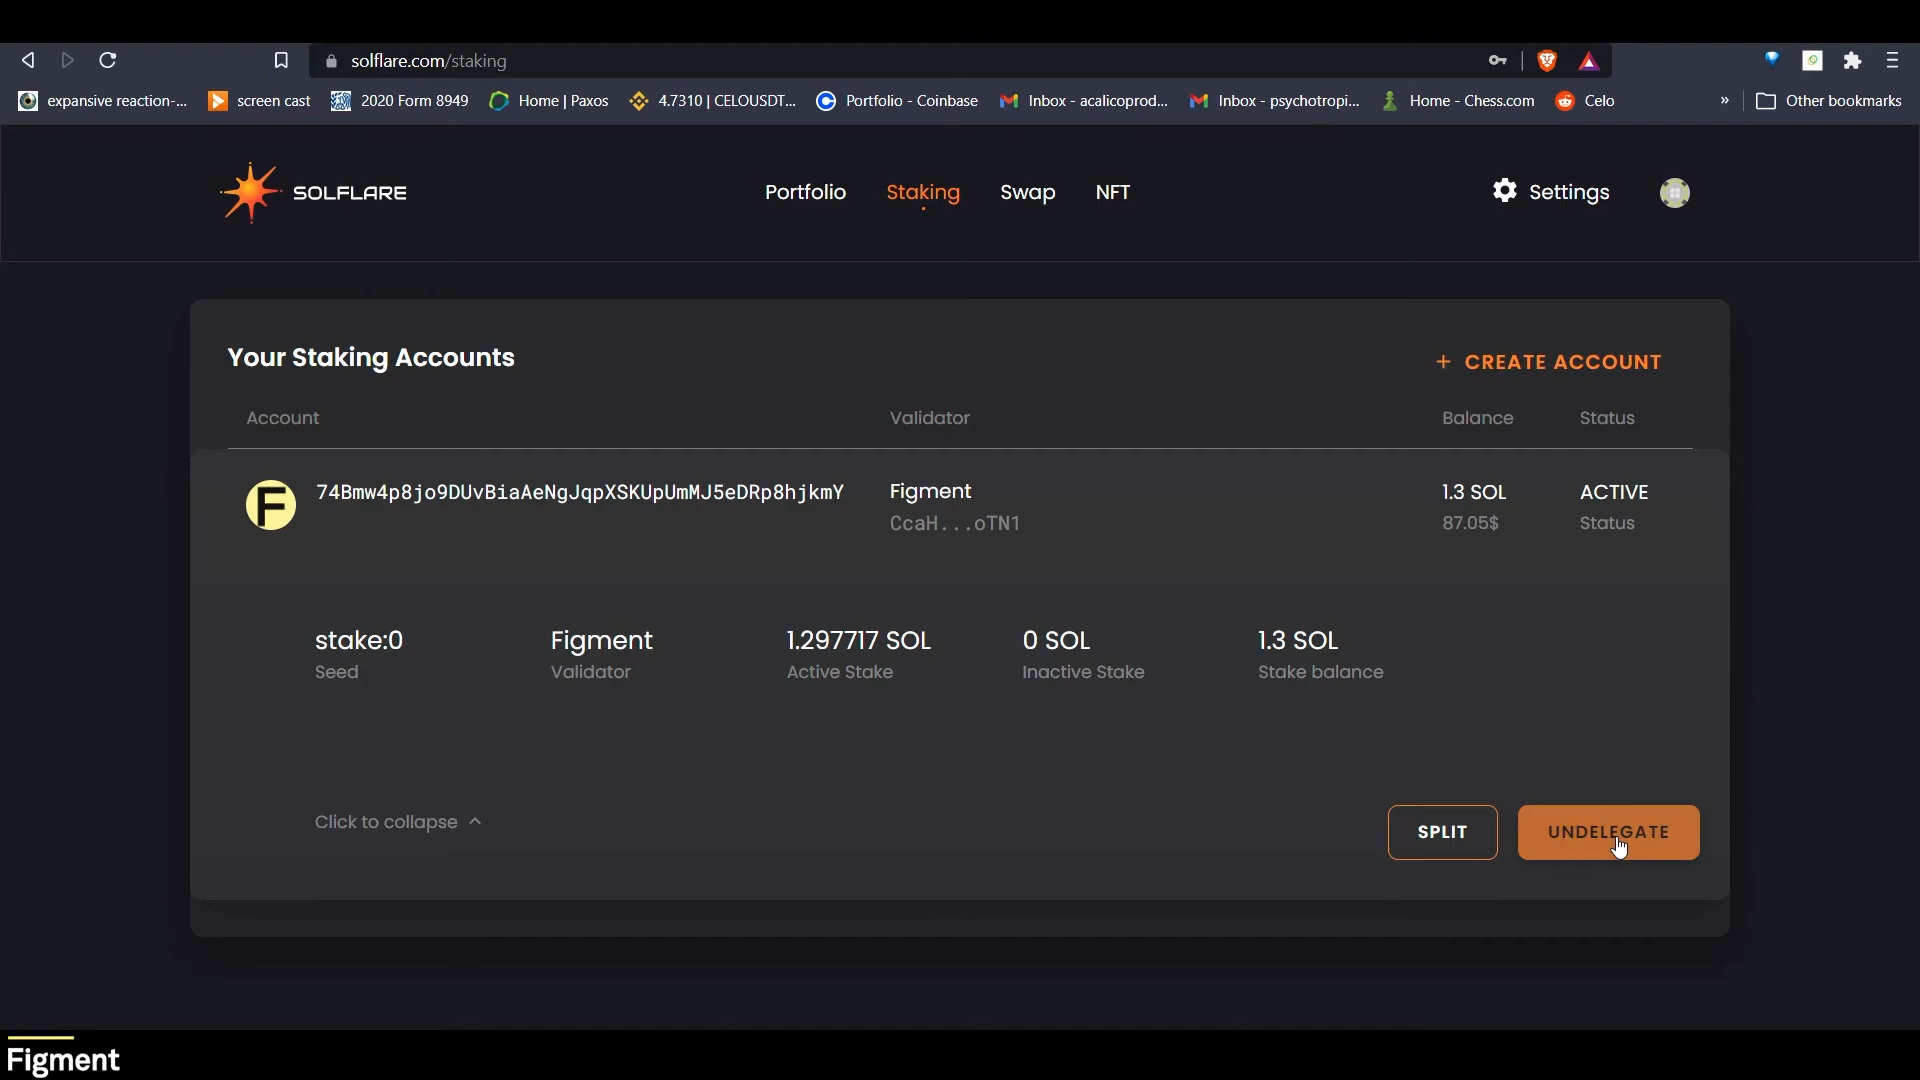 solflare.com/staking
expansive reaction-...
screen cast
2020 Form 8949
Home | Paxos
4.7310 | CELOUSDT...
Portfolio - Coinbase
Inbox - acalicoprod...
Inbox - psychotropi...
Home - Chess.com
Celo
»
Other bookmarks
SOLFLARE
Portfolio
Staking
Swap
NFT
Settings
Your Staking Accounts
+ CREATE ACCOUNT
Account
Validator
Balance
Status
F
74Bmw4p8jo9DUvBiaAeNgJqpXSKUpUmMJ5eDRp8hjkmY
Figment
1.3 SOL
ACTIVE
CcaH...oTN1
87.05$
Status
stake:0
Figment
1.297717 SOL
0 SOL
1.3 SOL
Seed
Validator
Active Stake
Inactive Stake
Stake balance
Click to collapse
SPLIT
UNDELEGATE
Figment